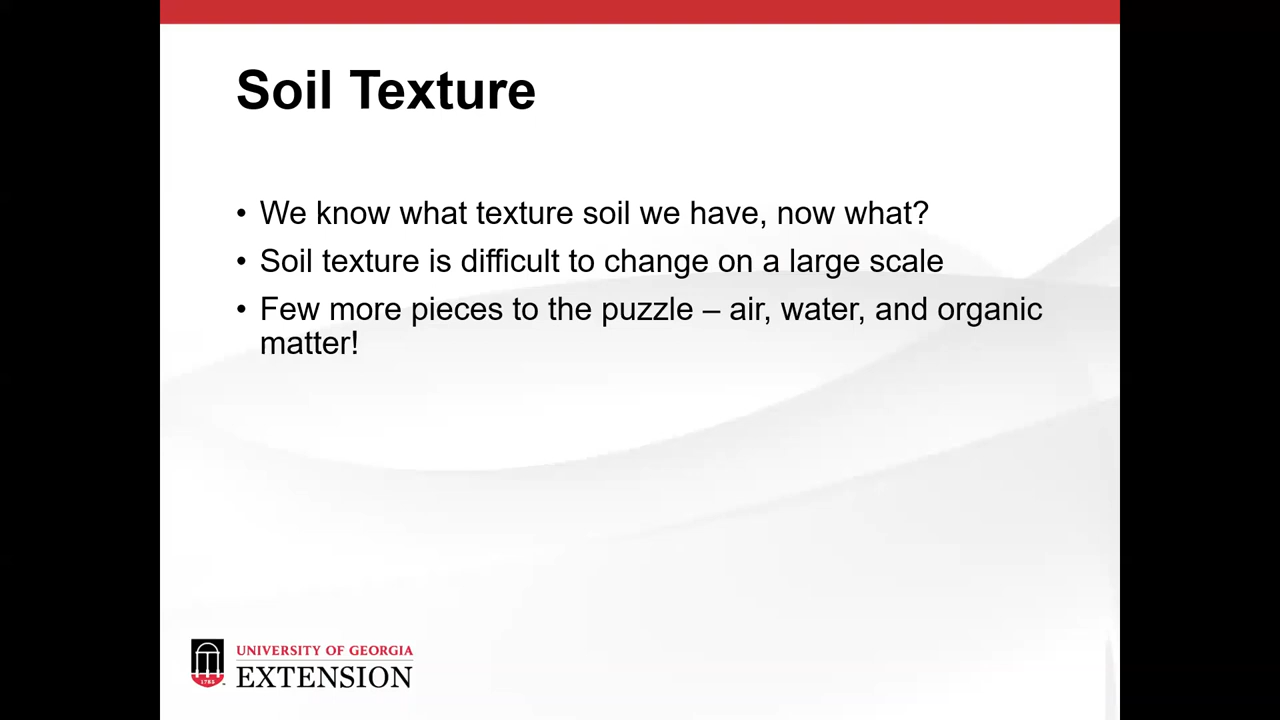 Soil Texture
• We know what texture soil we have, now what?
• Soil texture is difficult to change on a large scale
• Few more pieces to the puzzle – air, water, and organic
matter!
1785
UNIVERSITY OF GEORGIA
EXTENSION